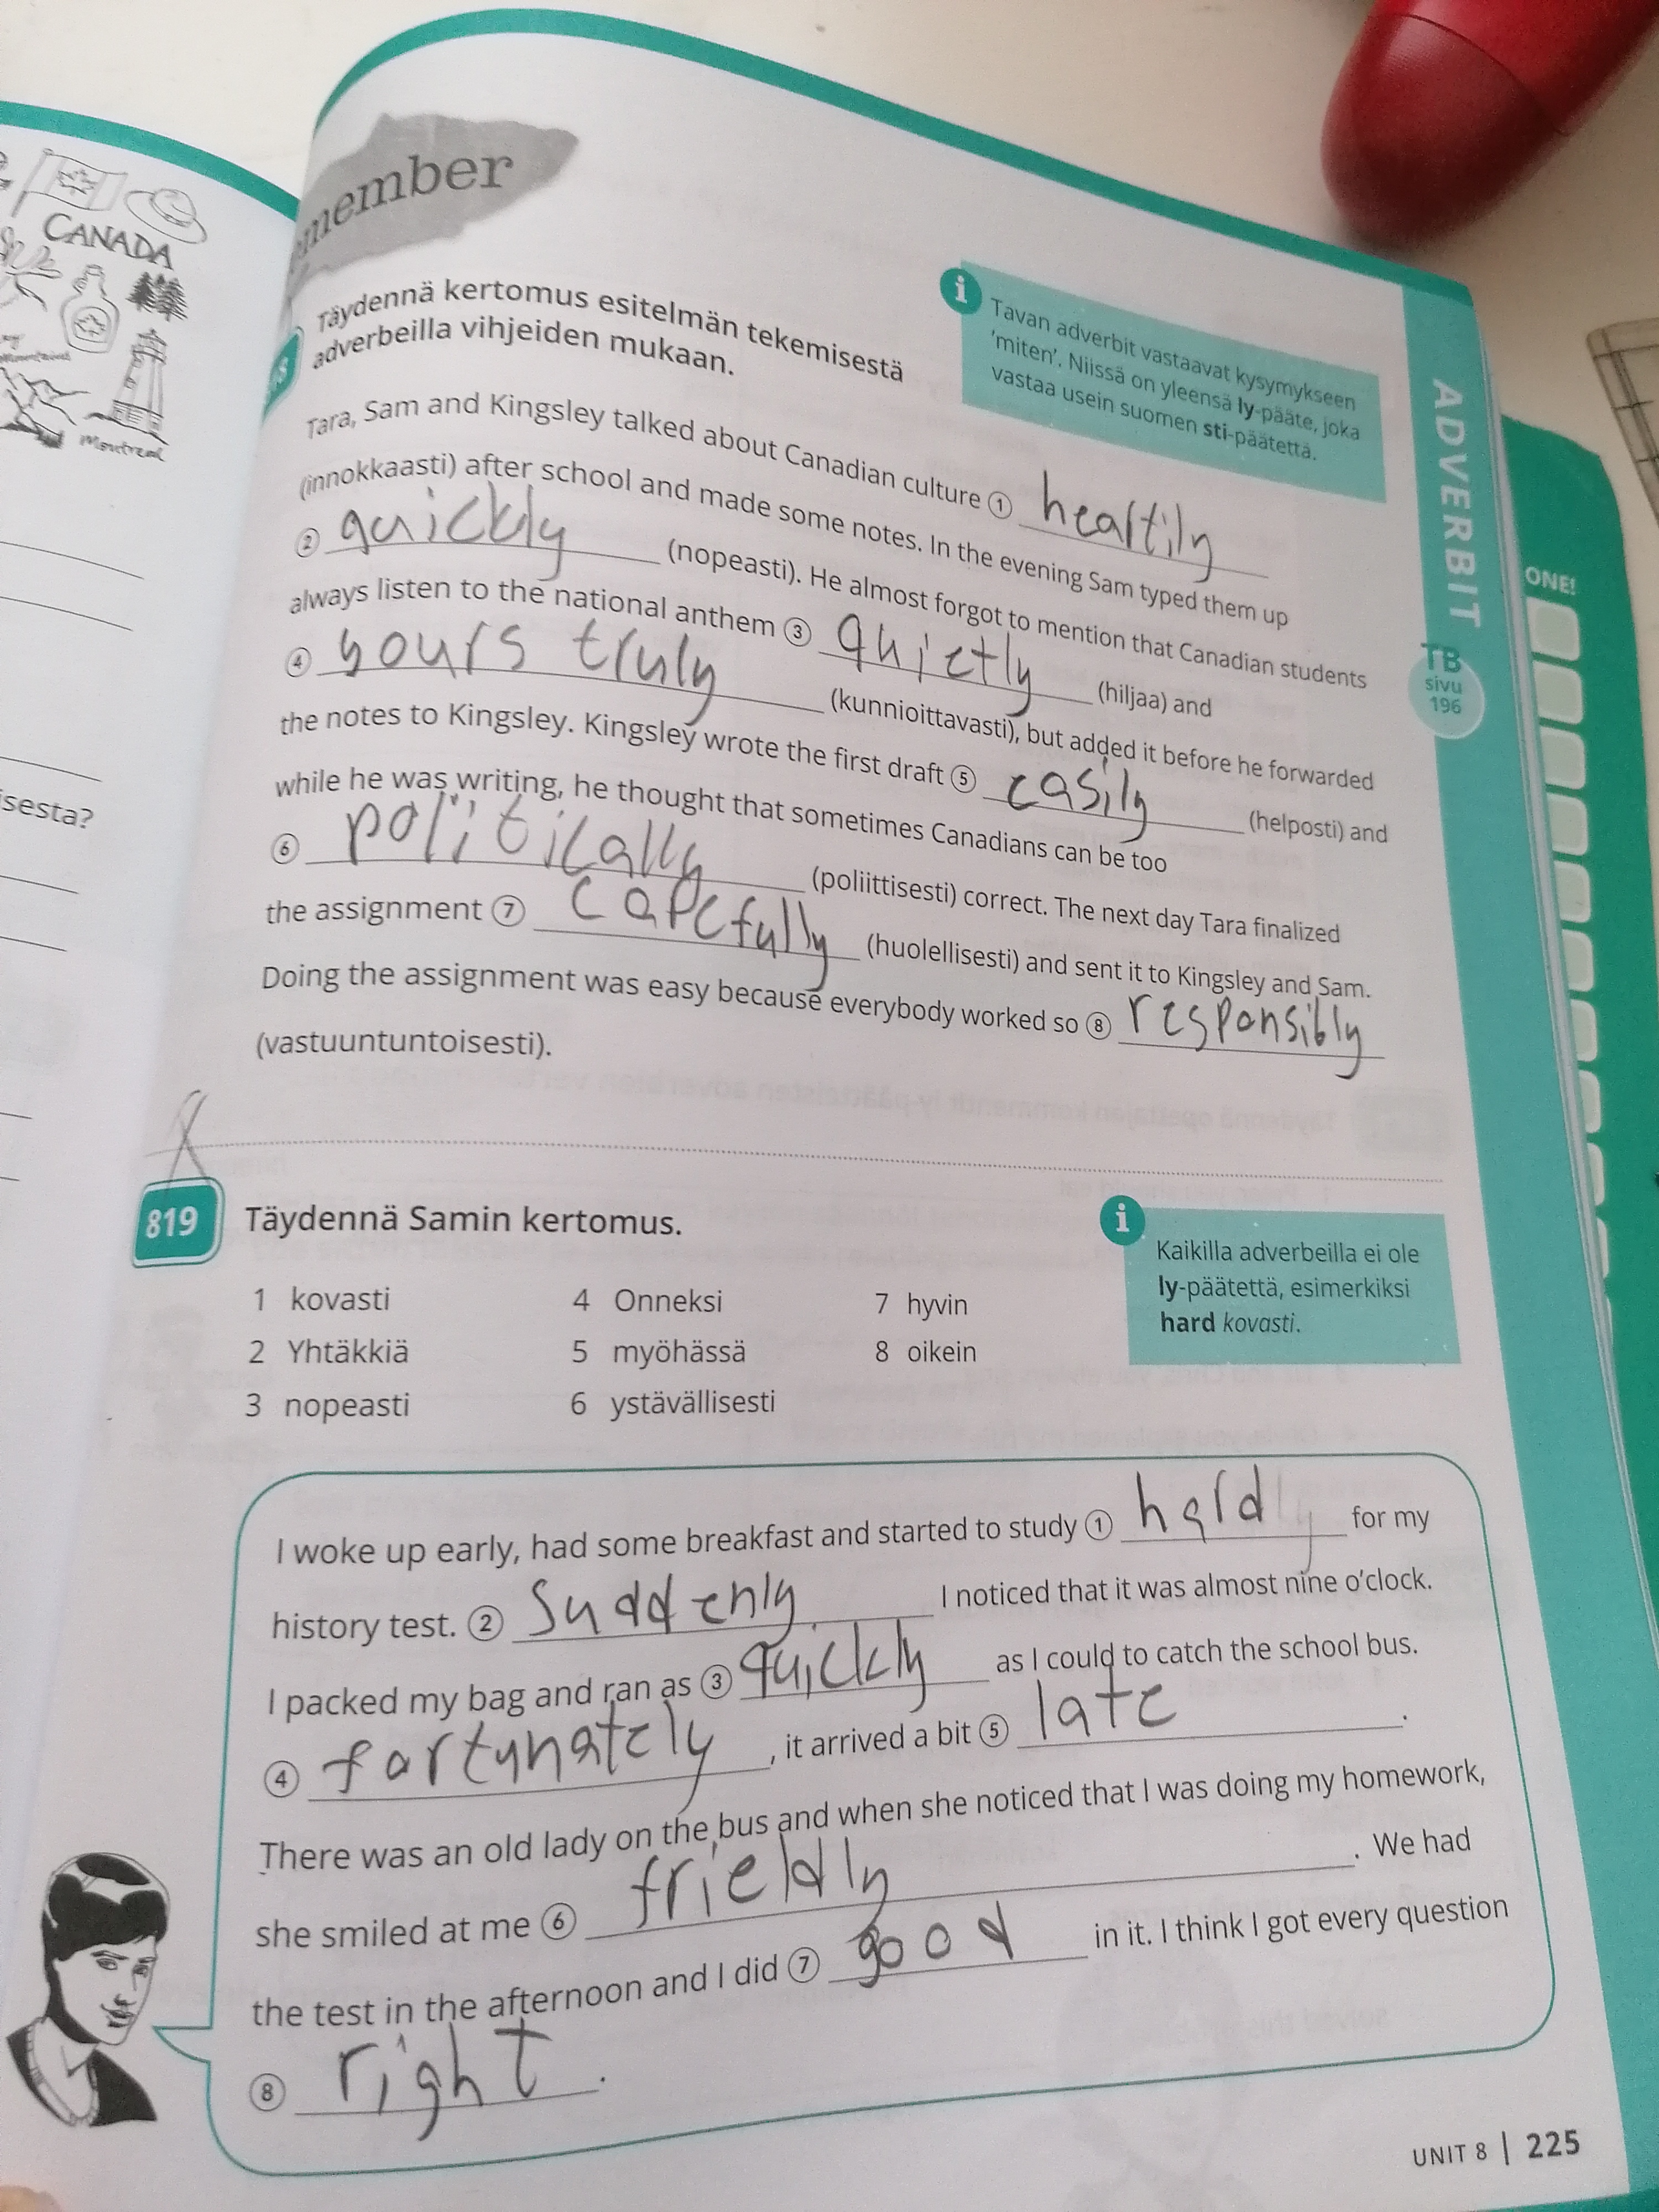 CANADA
Montreal
sesta?
ember
Täydennä kertomus esitelmän tekemisestä
adverbeilla vihjeiden mukaan.
i
Tavan adverbit vastaavat kysymykseen
'miten'. Niissä on yleensä ly-pääte, joka
vastaa usein suomen sti-päätettä.
Tara, Sam and Kingsley talked about Canadian culture 1 heartily
(innokkaasti) after school and made some notes. In the evening Sam typed them up
2 quickly (nopeasti). He almost forgot to mention that Canadian students
always listen to the national anthem 3 quietly (hiljaa) and
4 yours truly (kunnioittavasti), but added it before he forwarded
the notes to Kingsley. Kingsley wrote the first draft 5 easily (helposti) and
while he was writing, he thought that sometimes Canadians can be too
6 politically (poliittisesti) correct. The next day Tara finalized
the assignment 7 carefully (huolellisesti) and sent it to Kingsley and Sam.
Doing the assignment was easy because everybody worked so 8 responsibly
(vastuuntuntoisesti).
ADVERBIT
TB
sivu
196
ONE!
819 Täydennä Samin kertomus.
1 kovasti 4 Onneksi 7 hyvin
2 Yhtäkkiä 5 myöhässä 8 oikein
3 nopeasti 6 ystävällisesti
i
Kaikilla adverbeilla ei ole
ly-päätettä, esimerkiksi
hard kovasti.
I woke up early, had some breakfast and started to study 1 hard for my
history test. 2 Suddenly I noticed that it was almost nine o'clock.
I packed my bag and ran as 3 quickly as I could to catch the school bus.
4 fortunately, it arrived a bit 5 late.
There was an old lady on the bus and when she noticed that I was doing my homework,
she smiled at me 6 frieldly. We had
the test in the afternoon and I did 7 good in it. I think I got every question
8 right.
UNIT 8 | 225